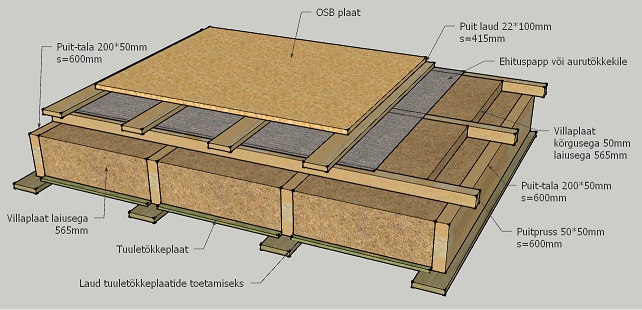 OSB plaat
Puit laud 22*100mm
s=415mm
Puit-tala 200*50mm
s=600mm
Ehituspapp või aurutõkkekile
Villaplaat
kõrgusega 50mm
laiusega 565mm
Puit-tala 200*50mm
s=600mm
Villaplaat laiusega
565mm
Puitpruss 50*50mm
s=600mm
Tuuletõkkeplaat
Laud tuuletõkkeplaatide toetamiseks